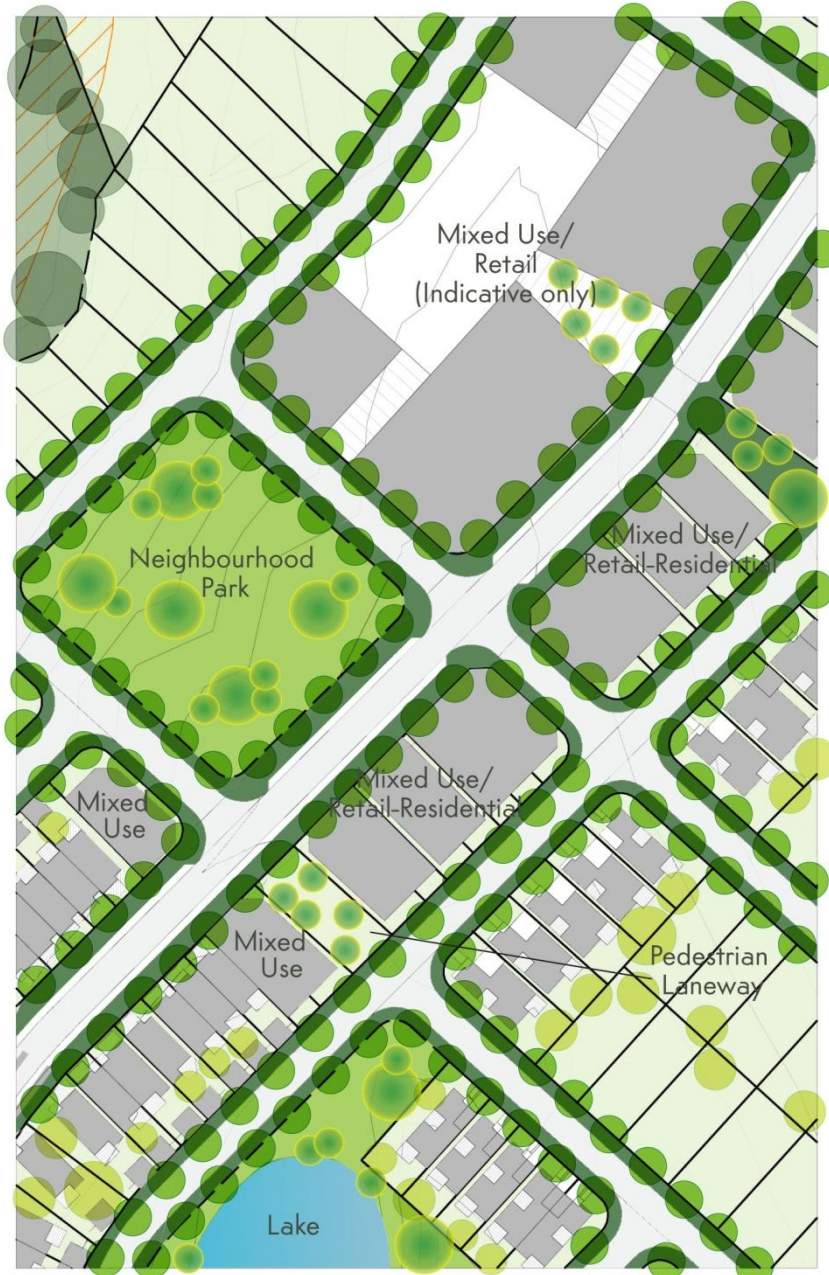 Mixed Use/
Retail
(Indicative only)
Mixed Use/
Retail-Residential
Neighbourhood
Park
Mixed Use/
Retail-Residential
Mixed
Use
Mixed
Use
Pedestrian
Laneway
Lake